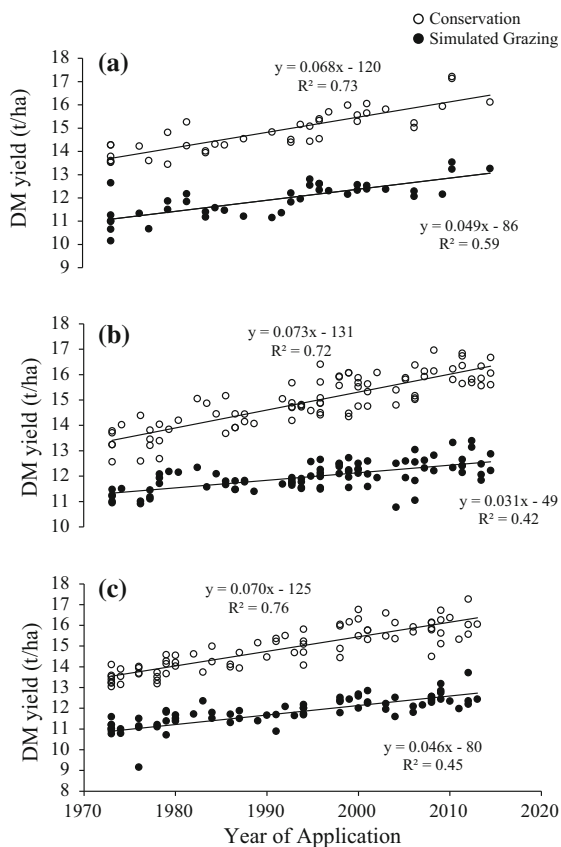 Conservation
Simulated Grazing
(a)
DM yield (t/ha)
18
17
16
15
14
13
12
11
10
9
y = 0.068x - 120
R² = 0.73
y = 0.049x - 86
R² = 0.59
(b)
DM yield (t/ha)
18
17
16
15
14
13
12
11
10
y = 0.073x - 131
R² = 0.72
y = 0.031x - 49
R² = 0.42
(c)
DM yield (t/ha)
18
17
16
15
14
13
12
11
10
9
8
y = 0.070x - 125
R² = 0.76
y = 0.046x - 80
R² = 0.45
1970 1980 1990 2000 2010 2020
Year of Application